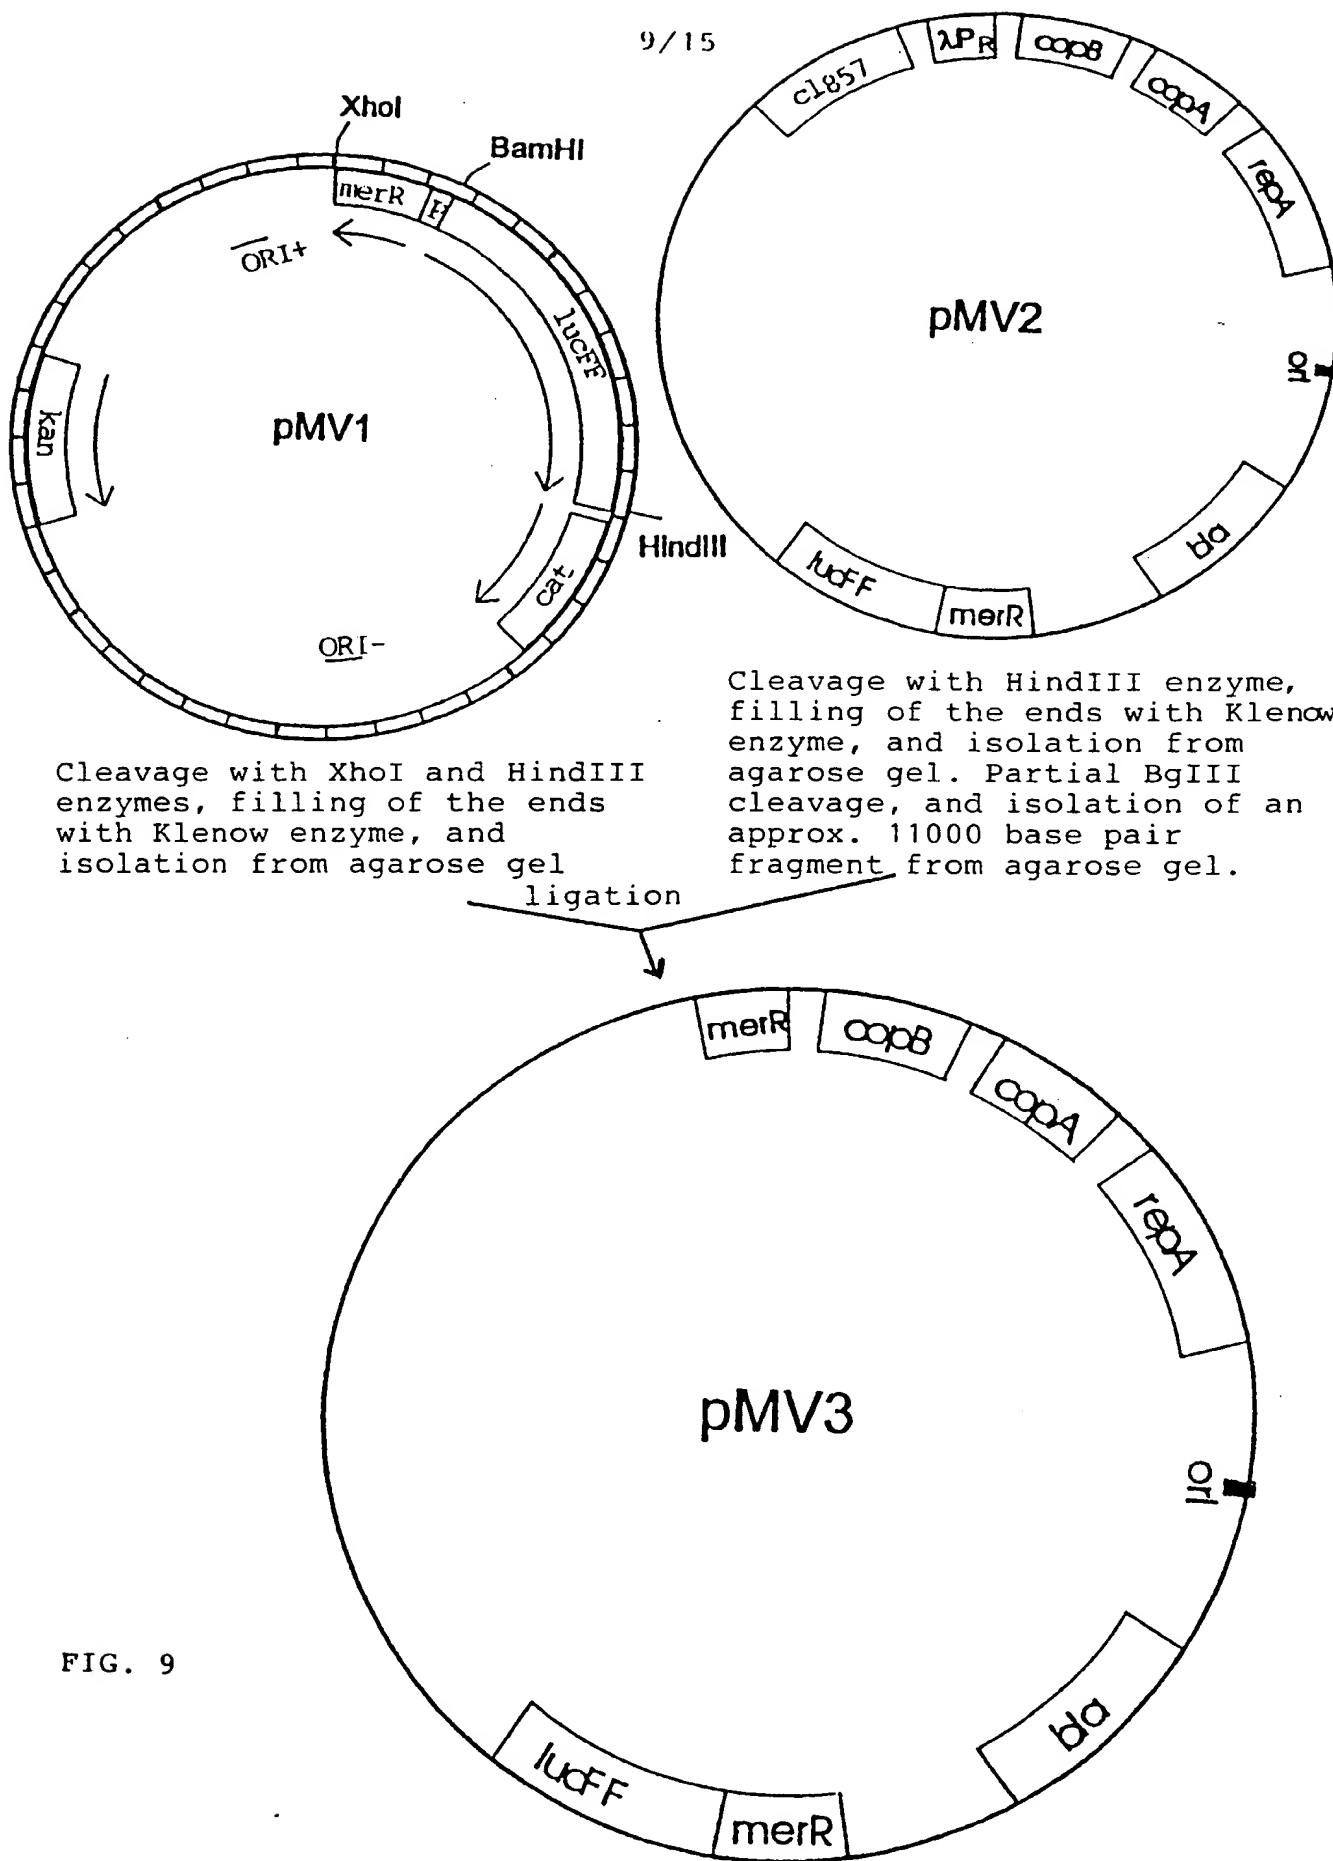 9/15
XhoI
BamHI
merR
P
ORI+
lucFF
kan
pMV1
HindIII
cat
ORI-
cI857
λPR
copB
copA
repA
pMV2
ori
bla
lucFF
merR
Cleavage with XhoI and HindIII
enzymes, filling of the ends
with Klenow enzyme, and
isolation from agarose gel
Cleavage with HindIII enzyme,
filling of the ends with Klenow
enzyme, and isolation from
agarose gel. Partial BglII
cleavage, and isolation of an
approx. 11000 base pair
fragment from agarose gel.
ligation
merR
copB
copA
repA
pMV3
ori
bla
lucFF
merR
FIG. 9